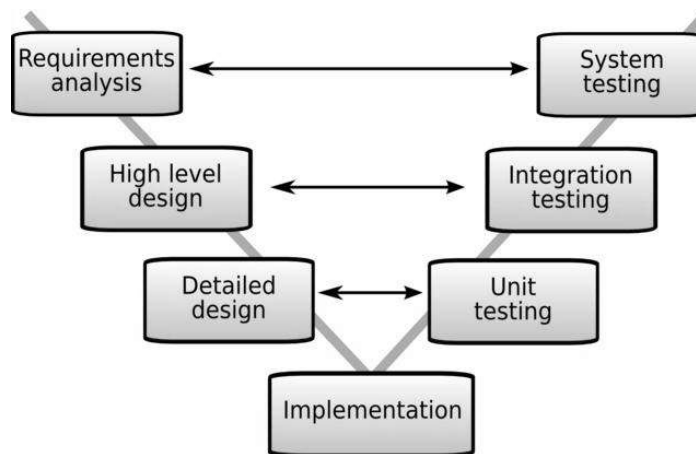 Requirements
analysis
System
testing
High level
design
Integration
testing
Detailed
design
Unit
testing
Implementation